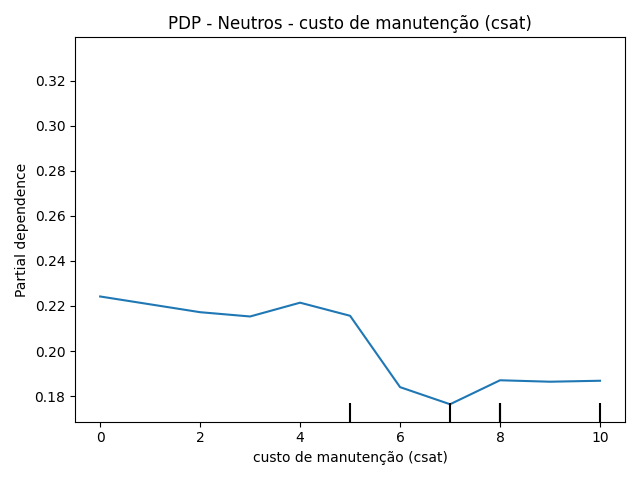 PDP - Neutros - custo de manutenção (csat)
0.32
0.30
0.28
0.26
0.24
0.22
0.20
0.18
Partial dependence
0 2 4 6 8 10
custo de manutenção (csat)